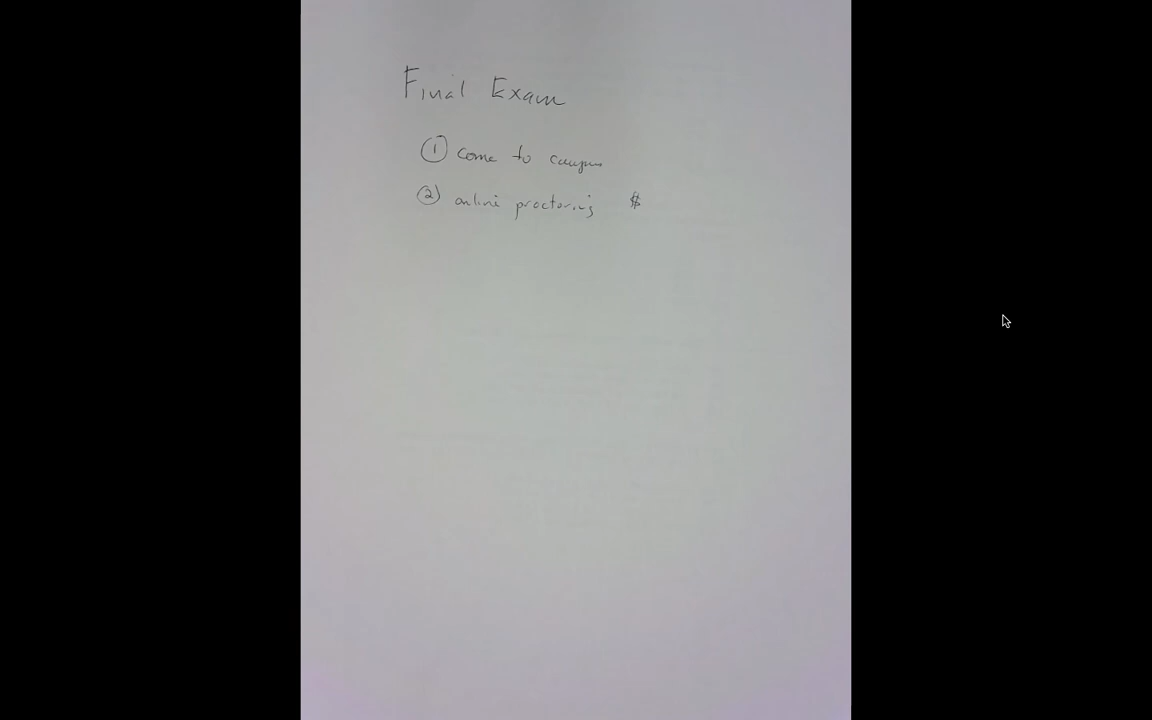 Final Exam
① come to campus
② online proctoring $